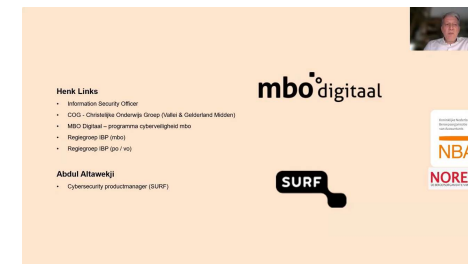 Henk Links
• Information Security Officer
• COG - Christelijke Onderwijs Groep (Vallei & Gelderland Midden)
• MBO Digitaal – programma cyberveiligheid mbo
• Regiegroep IBP (mbo)
• Regiegroep IBP (po / vo)
Abdul Altawekji
• Cybersecurity productmanager (SURF)
mbo digitaal
SURF
NBA
NORE